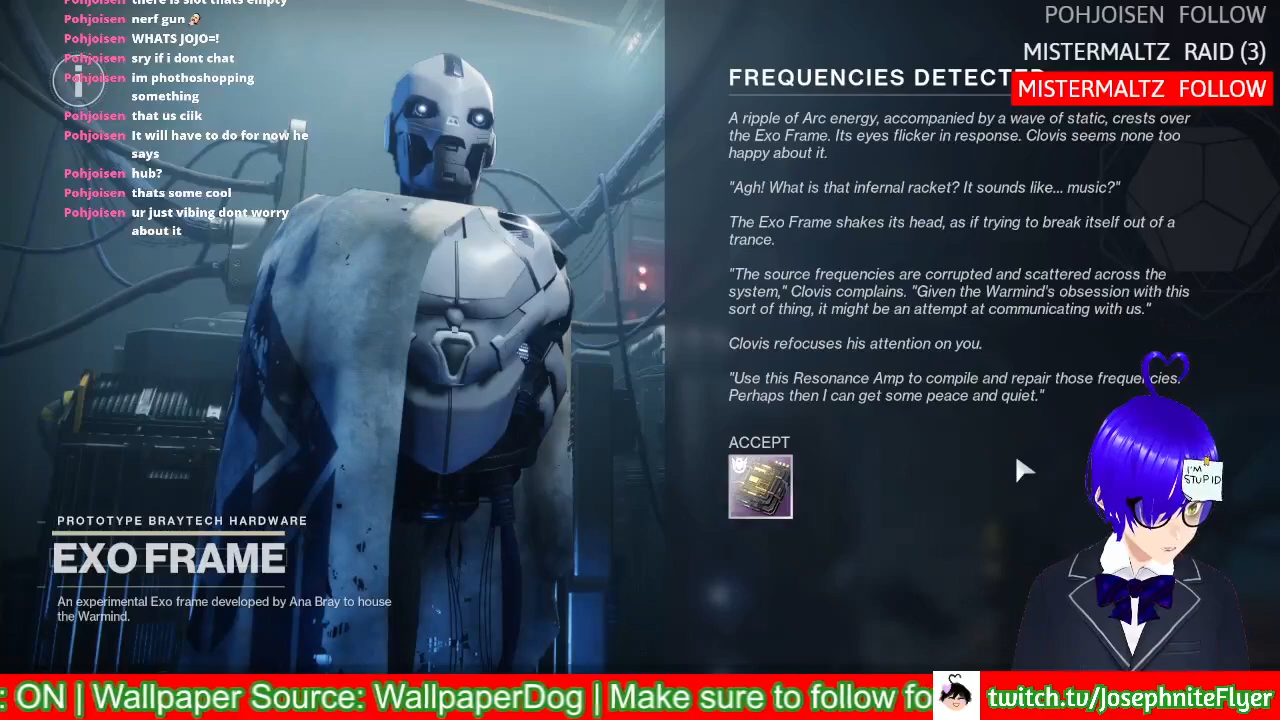 Pohjoisen there is slot thats empty
Pohjoisen nerf gun
Pohjoisen WHATS JOJO=!
Pohjoisen sry if i dont chat
Pohjoisen im phothoshopping
something
Pohjoisen that us ciik
Pohjoisen It will have to do for now he
says
Pohjoisen hub?
Pohjoisen thats some cool
Pohjoisen ur just vibing dont worry
about it
POHJOISEN FOLLOW
MISTERMALTZ RAID (3)
MISTERMALTZ FOLLOW
FREQUENCIES DETECTED
A ripple of Arc energy, accompanied by a wave of static, crests over
the Exo Frame. Its eyes flicker in response. Clovis seems none too
happy about it.
"Agh! What is that infernal racket? It sounds like... music?"
The Exo Frame shakes its head, as if trying to break itself out of a
trance.
"The source frequencies are corrupted and scattered across the
system," Clovis complains. "Given the Warmind's obsession with this
sort of thing, it might be an attempt at communicating with us."
Clovis refocuses his attention on you.
"Use this Resonance Amp to compile and repair those frequencies.
Perhaps then I can get some peace and quiet."
ACCEPT
I'M
STUPID
PROTOTYPE BRAYTECH HARDWARE
EXO FRAME
An experimental Exo frame developed by Ana Bray to house
the Warmind.
: ON | Wallpaper Source: WallpaperDog | Make sure to follow fo
twitch.tv/JosephniteFlyer